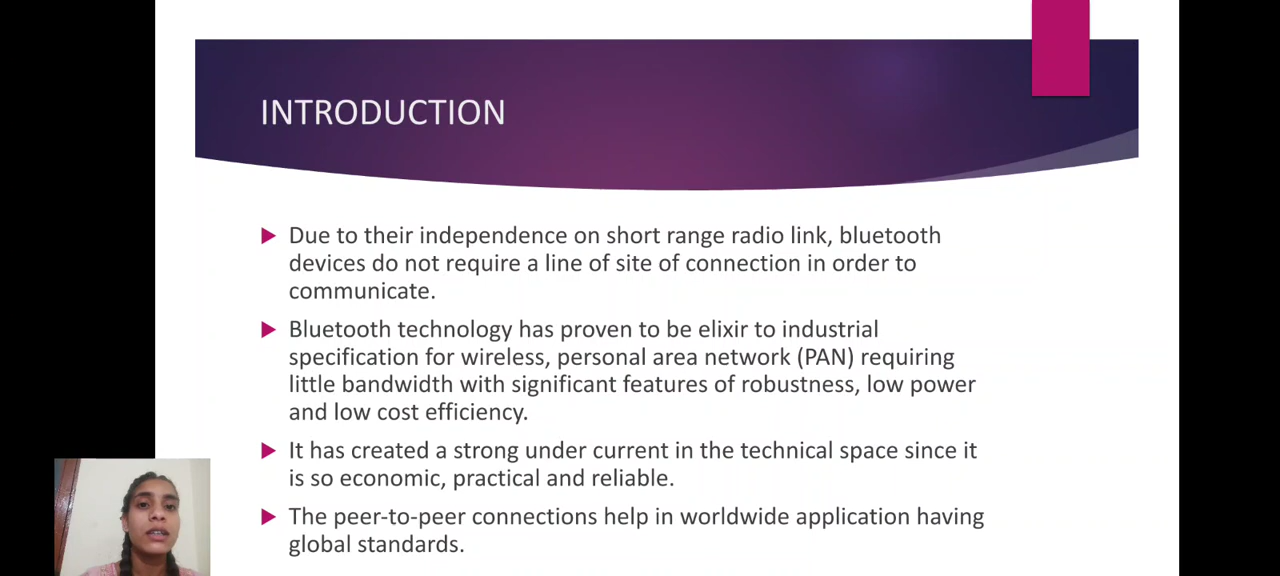 INTRODUCTION
Due to their independence on short range radio link, bluetooth
devices do not require a line of site of connection in order to
communicate.
Bluetooth technology has proven to be elixir to industrial
specification for wireless, personal area network (PAN) requiring
little bandwidth with significant features of robustness, low power
and low cost efficiency.
It has created a strong under current in the technical space since it
is so economic, practical and reliable.
The peer-to-peer connections help in worldwide application having
global standards.